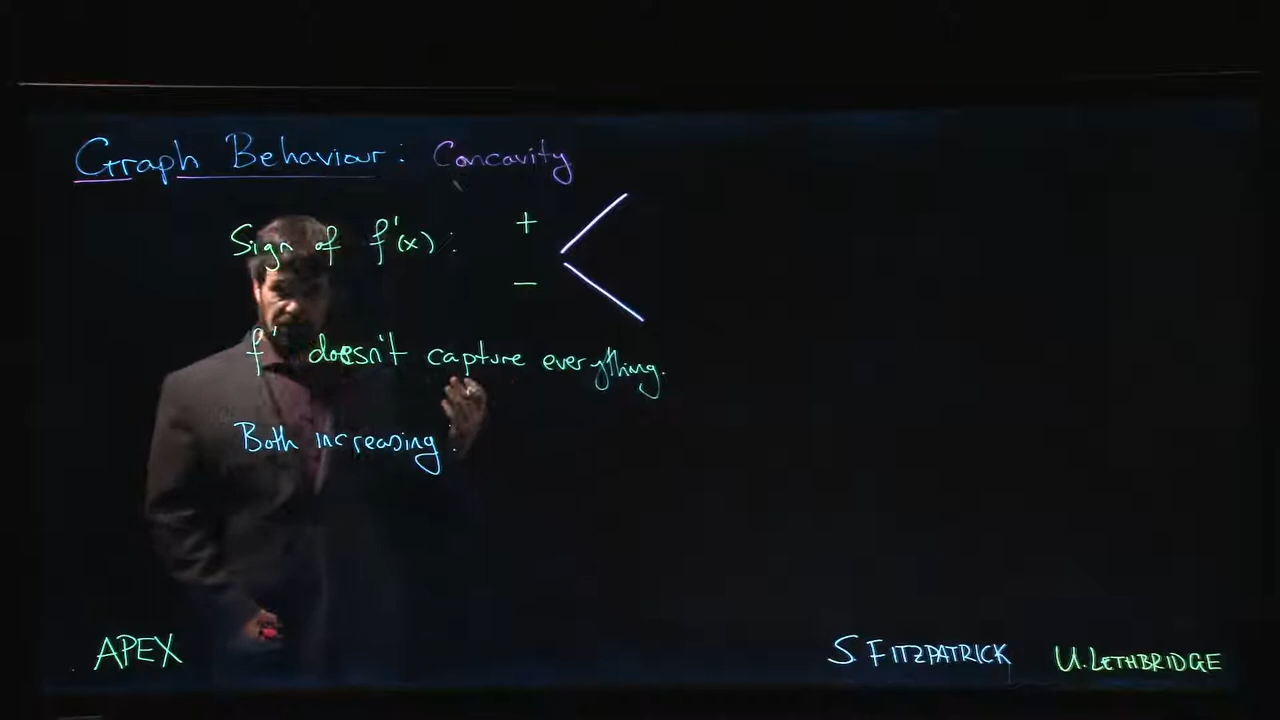 Graph Behaviour: Concavity
Sign of f'(x): +
−
f' doesn't capture everything.
Both increasing:
APEX
S FITZPATRICK
U. LETHBRIDGE